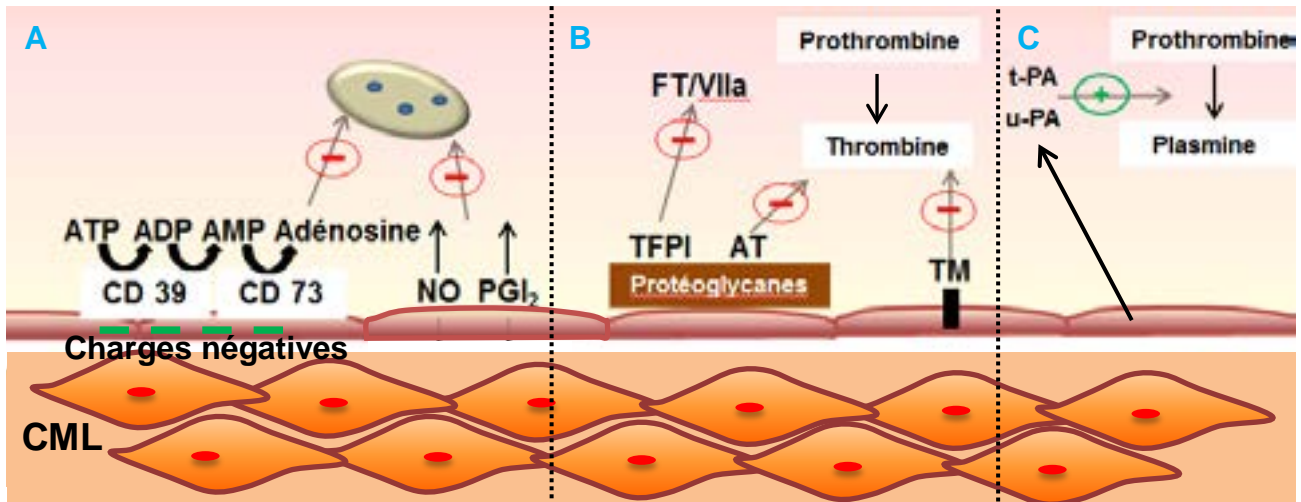 A
ATP ADP AMP Adénosine
CD 39 CD 73
NO PGI₂
Charges négatives
B
Prothrombine
FT/VIIa
Thrombine
TFPI AT
TM
Protéoglycanes
C
Prothrombine
t-PA
u-PA
Plasmine
CML